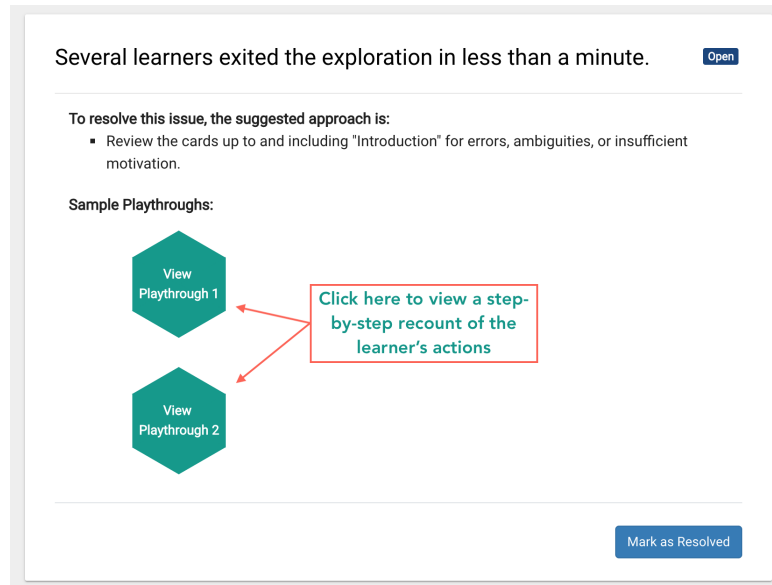 Several learners exited the exploration in less than a minute.
Open
To resolve this issue, the suggested approach is:
▪ Review the cards up to and including "Introduction" for errors, ambiguities, or insufficient
motivation.
Sample Playthroughs:
View
Playthrough 1
Click here to view a step-
by-step recount of the
learner's actions
View
Playthrough 2
Mark as Resolved